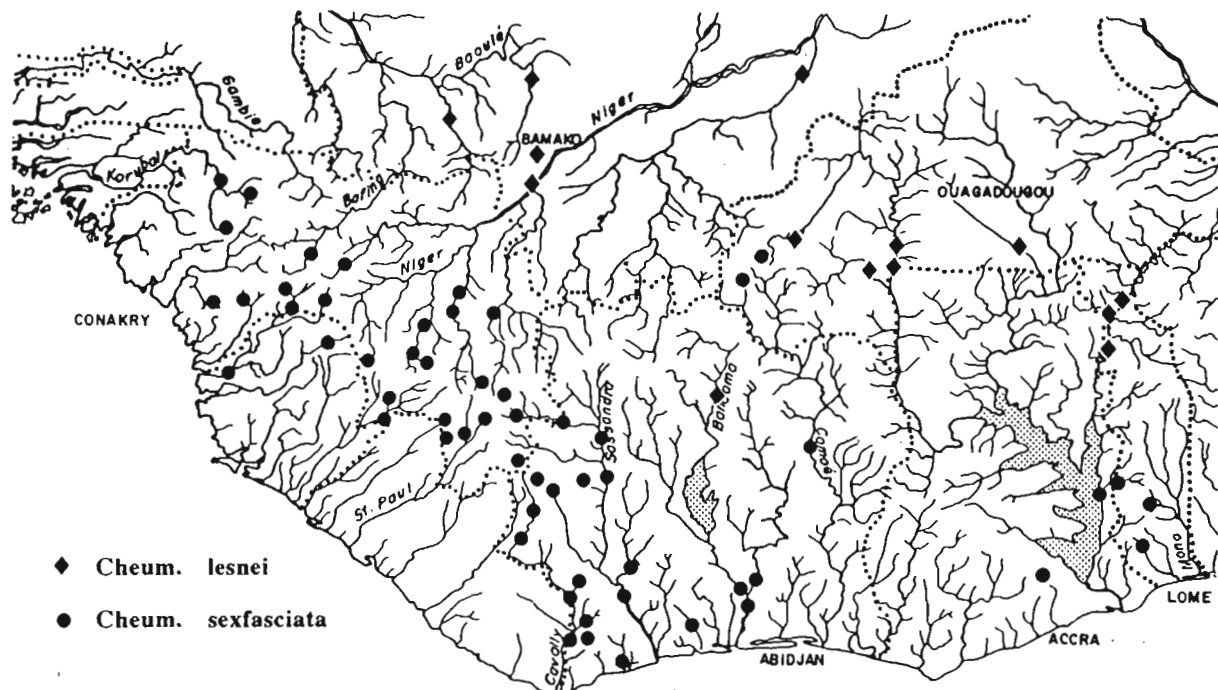 Baoulé
Gambie
Niger
BAMAKO
Korubal
Bafing
OUAGADOUGOU
Niger
CONAKRY
Sassandra
Bandama
Comoé
St. Paul
Mono
♦ Cheum. lesnei
● Cheum. sexfasciata
LOME
ACCRA
ABIDJAN
Cavally